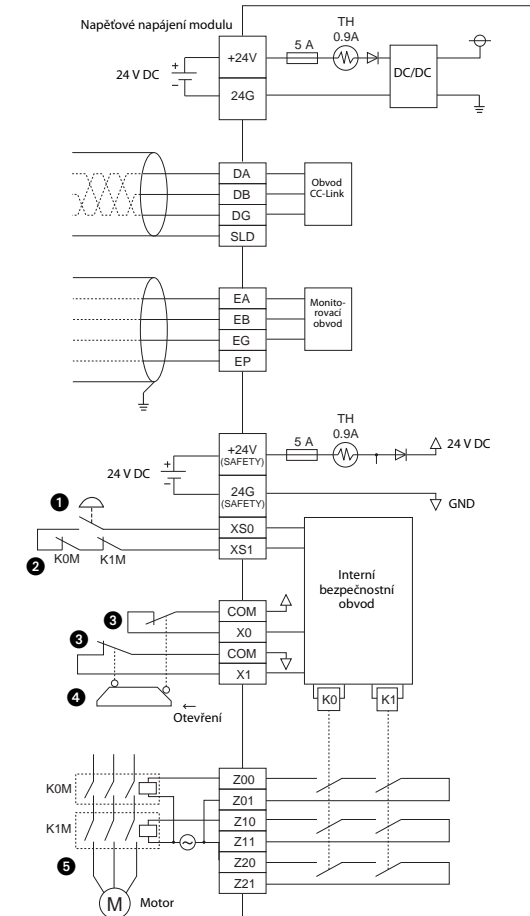 Napěťové napájení modulu
24 V DC
+
−
+24V
24G
5 A
TH
0.9A
DC/DC
DA
DB
DG
SLD
Obvod
CC-Link
EA
EB
EG
EP
Monito-
rovací
obvod
24 V DC
+
−
+24V
(SAFETY)
24G
(SAFETY)
5 A
TH
0.9A
24 V DC
GND
1
2
K0M
K1M
XS0
XS1
Interní
bezpečnostní
obvod
3
3
4
COM
X0
COM
X1
←
Otevření
K0
K1
K0M
K1M
5
Z00
Z01
Z10
Z11
Z20
Z21
M
Motor